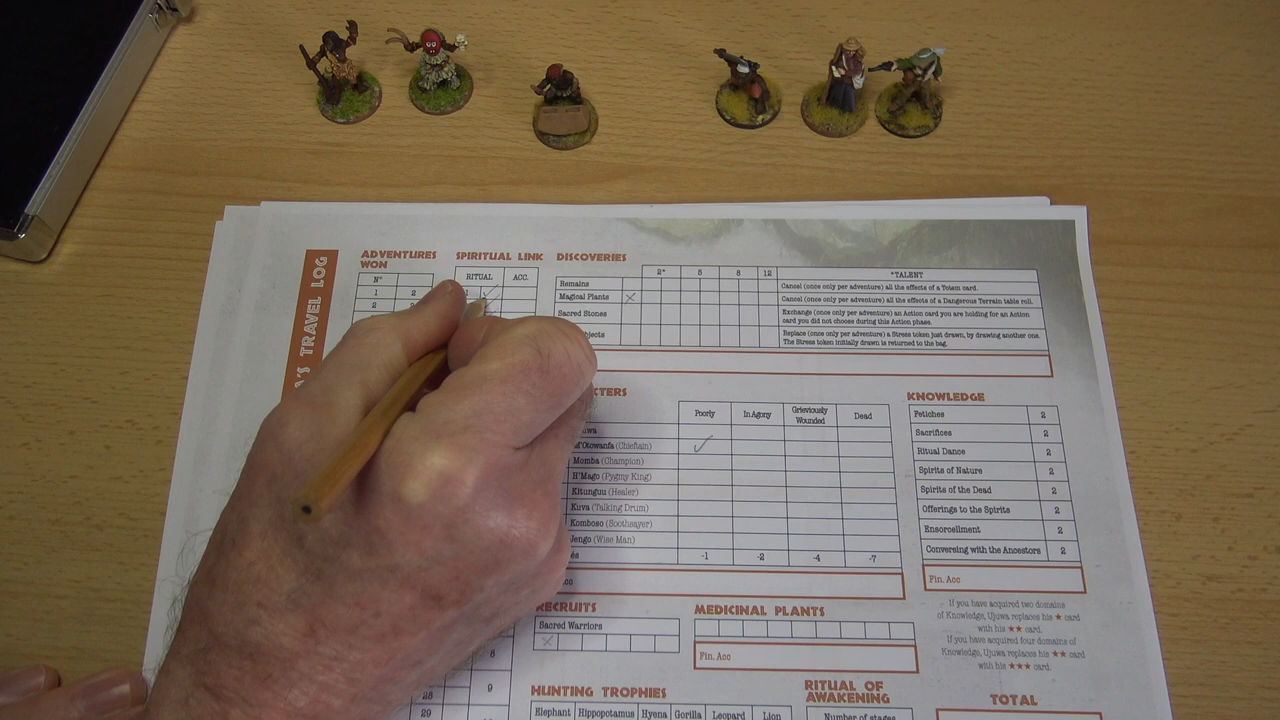 'S TRAVEL LOG
ADVENTURES WON
N°
1 2
2
SPIRITUAL LINK
RITUAL ACC.
DISCOVERIES
2* 5 8 12 *TALENT
Remains Cancel (once only per adventure) all the effects of a Totem card.
Magical Plants Cancel (once only per adventure) all the effects of a Dangerous Terrain table roll.
Sacred Stones Exchange (once only per adventure) an Action card you are holding for an Action card you did not choose during this Action phase.
Replace (once only per adventure) a Stress token just drawn, by drawing another one. The Stress token initially drawn is returned to the bag.
Poorly In Agony Grieviously Wounded Dead
(Chieftain)
Momba (Champion)
H'Mago (Pygmy King)
Kitunguu (Healer)
Kuva (Talking Drum)
Komboso (Soothsayer)
Jengo (Wise Man)
-1 -2 -4 -7
KNOWLEDGE
Fetiches 2
Sacrifices 2
Ritual Dance 2
Spirits of Nature 2
Spirits of the Dead 2
Offerings to the Spirits 2
Ensorcellment 2
Conversing with the Ancestors 2
Fin. Acc
If you have acquired two domains
of Knowledge, Ujuwa replaces his ★ card
with his ★★ card.
If you have acquired four domains of
Knowledge, Ujuwa replaces his ★★ card
with his ★★★ card.
RECRUITS
Sacred Warriors
MEDICINAL PLANTS
Fin. Acc
8
28 9
29
HUNTING TROPHIES
Elephant Hippopotamus Hyena Gorilla Leopard Lion
RITUAL OF
AWAKENING
Number of stages
TOTAL